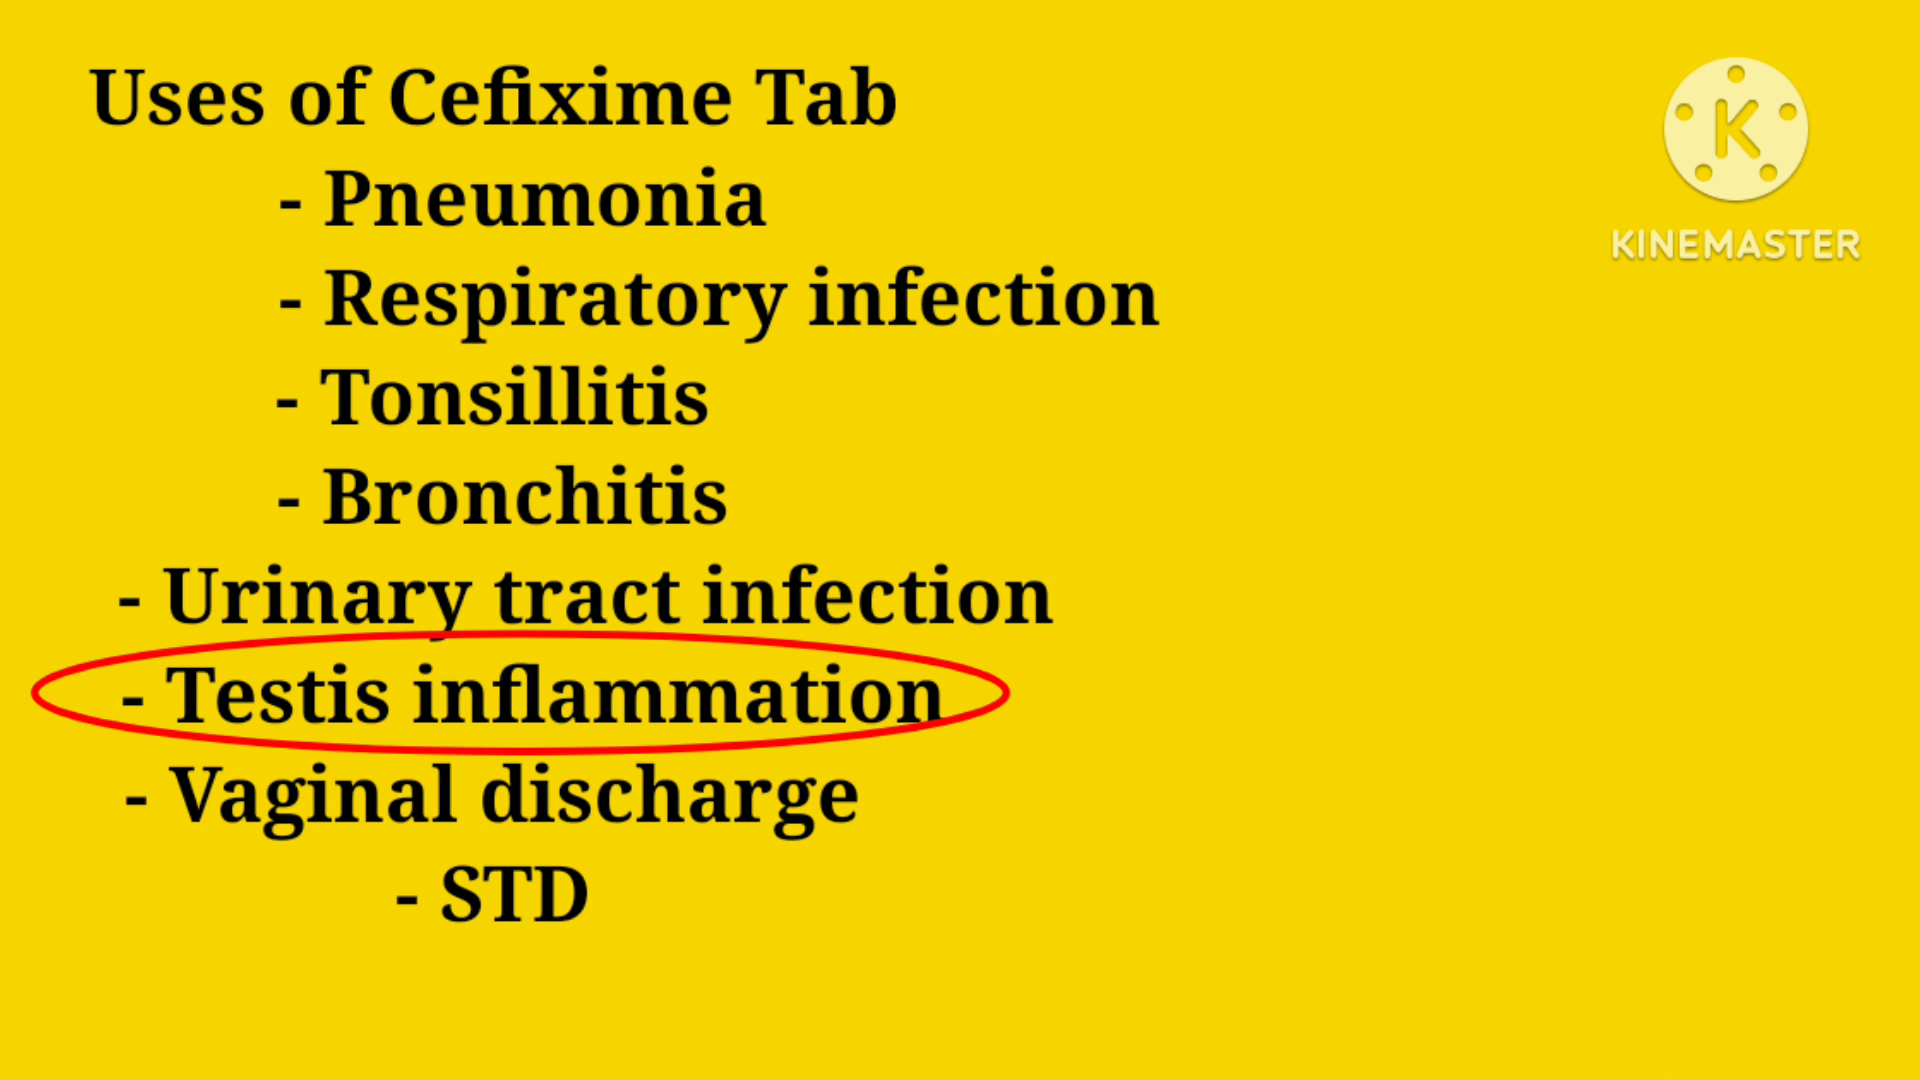 Uses of Cefixime Tab
- Pneumonia
- Respiratory infection
- Tonsillitis
- Bronchitis
- Urinary tract infection
- Testis inflammation
- Vaginal discharge
- STD
K
KINEMASTER